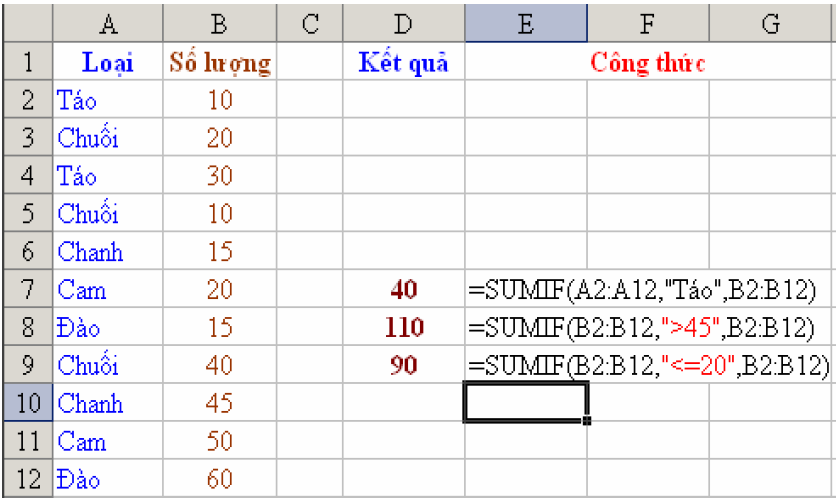 A B C D E F G
1 Loại Số lượng Kết quả Công thức
2 Táo 10
3 Chuối 20
4 Táo 30
5 Chuối 10
6 Chanh 15
7 Cam 20 40 =SUMIF(A2:A12,"Táo",B2:B12)
8 Đào 15 110 =SUMIF(B2:B12,">45",B2:B12)
9 Chuối 40 90 =SUMIF(B2:B12,"<=20",B2:B12)
10 Chanh 45
11 Cam 50
12 Đào 60